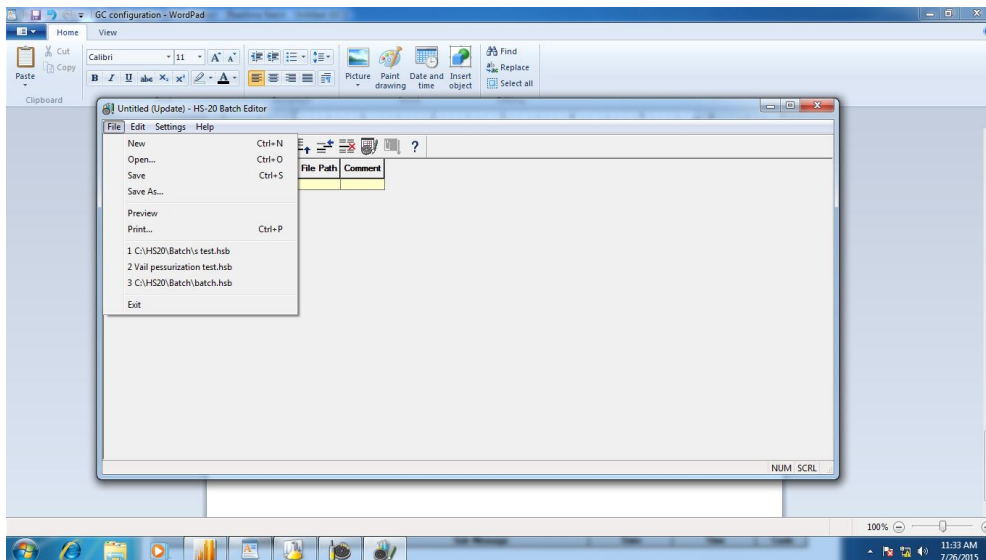 GC configuration - WordPad
Home View
Cut
Copy
Paste
Clipboard
Calibri 11
B I U abc X₂ X² A
Picture
Paint drawing
Date and time
Insert object
Find
Replace
Select all
Untitled (Update) - HS-20 Batch Editor
File Edit Settings Help
New Ctrl+N
Open... Ctrl+O
Save Ctrl+S
Save As...
Preview
Print... Ctrl+P
1 C:\HS20\Batch\s test.hsb
2 Vail pessurization test.hsb
3 C:\HS20\Batch\batch.hsb
Exit
File Path Comment
NUM SCRL
100%
11:33 AM
7/26/2015